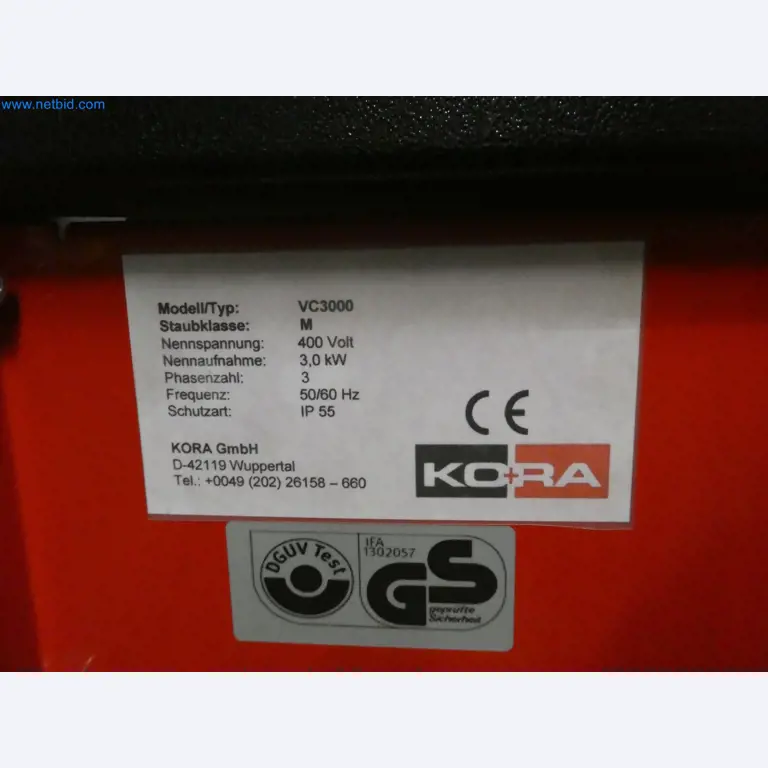 www.netbid.com
Modell/Typ: VC3000
Staubklasse: M
Nennspannung: 400 Volt
Nennaufnahme: 3,0 kW
Phasenzahl: 3
Frequenz: 50/60 Hz
Schutzart: IP 55
CE
KORA GmbH
D-42119 Wuppertal
Tel.: +0049 (202) 26158 – 660
KO+RA
DGUV Test
IFA
1302057
GS
geprüfte
Sicherheit